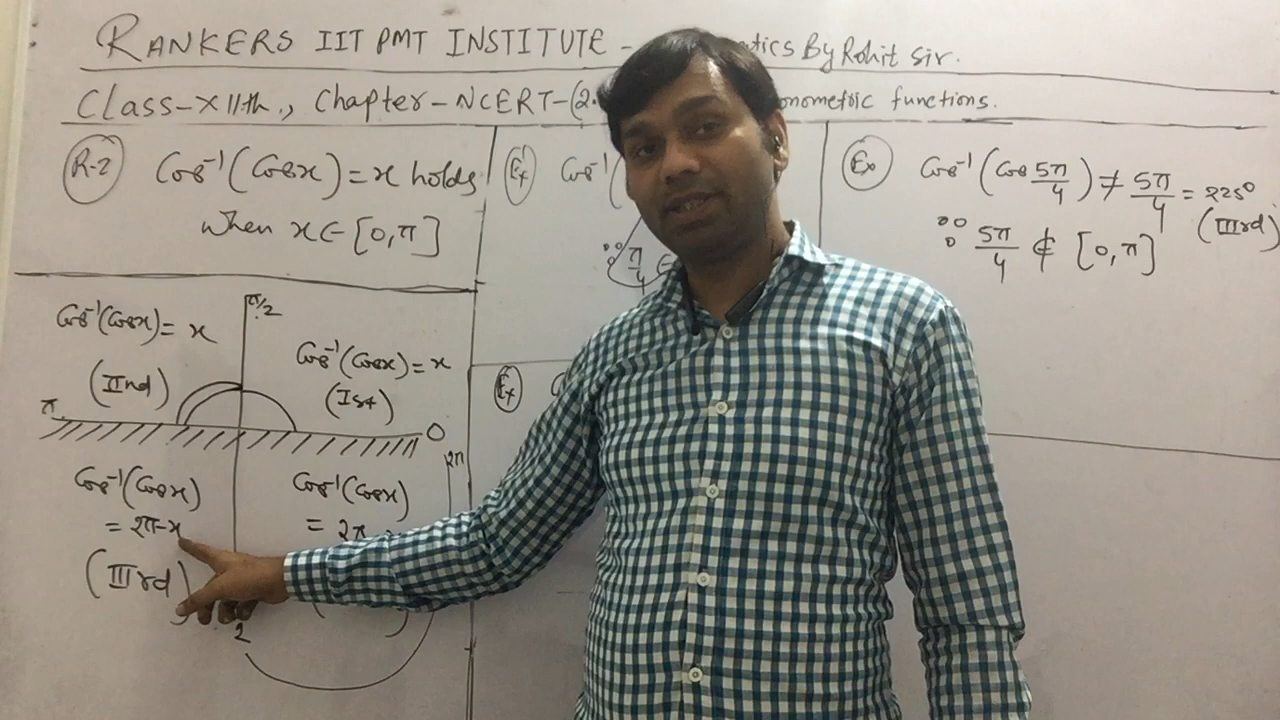 RANKERS IIT PMT INSTITUTE - By Rohit Sir.
Class-XIIth., Chapter-NCERT-(2. functions.
R-2 Cos⁻¹(Cosx)=x holds
when x∈[0,π]
Ex Cos⁻¹(
∵ π/4 ∈
Ex
Ex Cos⁻¹(Cos 5π/4) ≠ 5π/4 = 225°
(IIIrd)
∵ 5π/4 ∉ [0,π]
π/2
Cos⁻¹(Cosx)= x
(IInd)
Cos⁻¹(Cosx)=x
(Ist)
π
0
2π
Cos⁻¹(Cosx)
= 2π-x
(IIIrd)
Cos⁻¹(Cosx)
= 2π
2